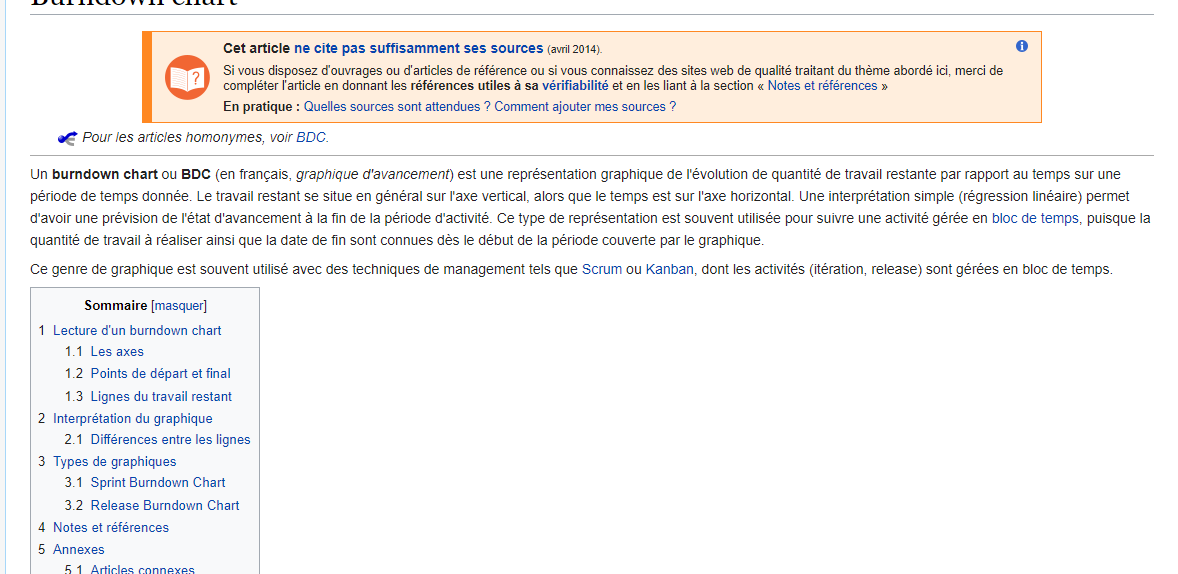 Burndown chart
Cet article ne cite pas suffisamment ses sources (avril 2014).
Si vous disposez d'ouvrages ou d'articles de référence ou si vous connaissez des sites web de qualité traitant du thème abordé ici, merci de
compléter l'article en donnant les références utiles à sa vérifiabilité et en les liant à la section « Notes et références »
En pratique : Quelles sources sont attendues ? Comment ajouter mes sources ?
Pour les articles homonymes, voir BDC.
Un burndown chart ou BDC (en français, graphique d'avancement) est une représentation graphique de l'évolution de quantité de travail restante par rapport au temps sur une
période de temps donnée. Le travail restant se situe en général sur l'axe vertical, alors que le temps est sur l'axe horizontal. Une interprétation simple (régression linéaire) permet
d'avoir une prévision de l'état d'avancement à la fin de la période d'activité. Ce type de représentation est souvent utilisée pour suivre une activité gérée en bloc de temps, puisque la
quantité de travail à réaliser ainsi que la date de fin sont connues dès le début de la période couverte par le graphique.
Ce genre de graphique est souvent utilisé avec des techniques de management tels que Scrum ou Kanban, dont les activités (itération, release) sont gérées en bloc de temps.
Sommaire [masquer]
1 Lecture d'un burndown chart
1.1 Les axes
1.2 Points de départ et final
1.3 Lignes du travail restant
2 Interprétation du graphique
2.1 Différences entre les lignes
3 Types de graphiques
3.1 Sprint Burndown Chart
3.2 Release Burndown Chart
4 Notes et références
5 Annexes
5.1 Articles connexes